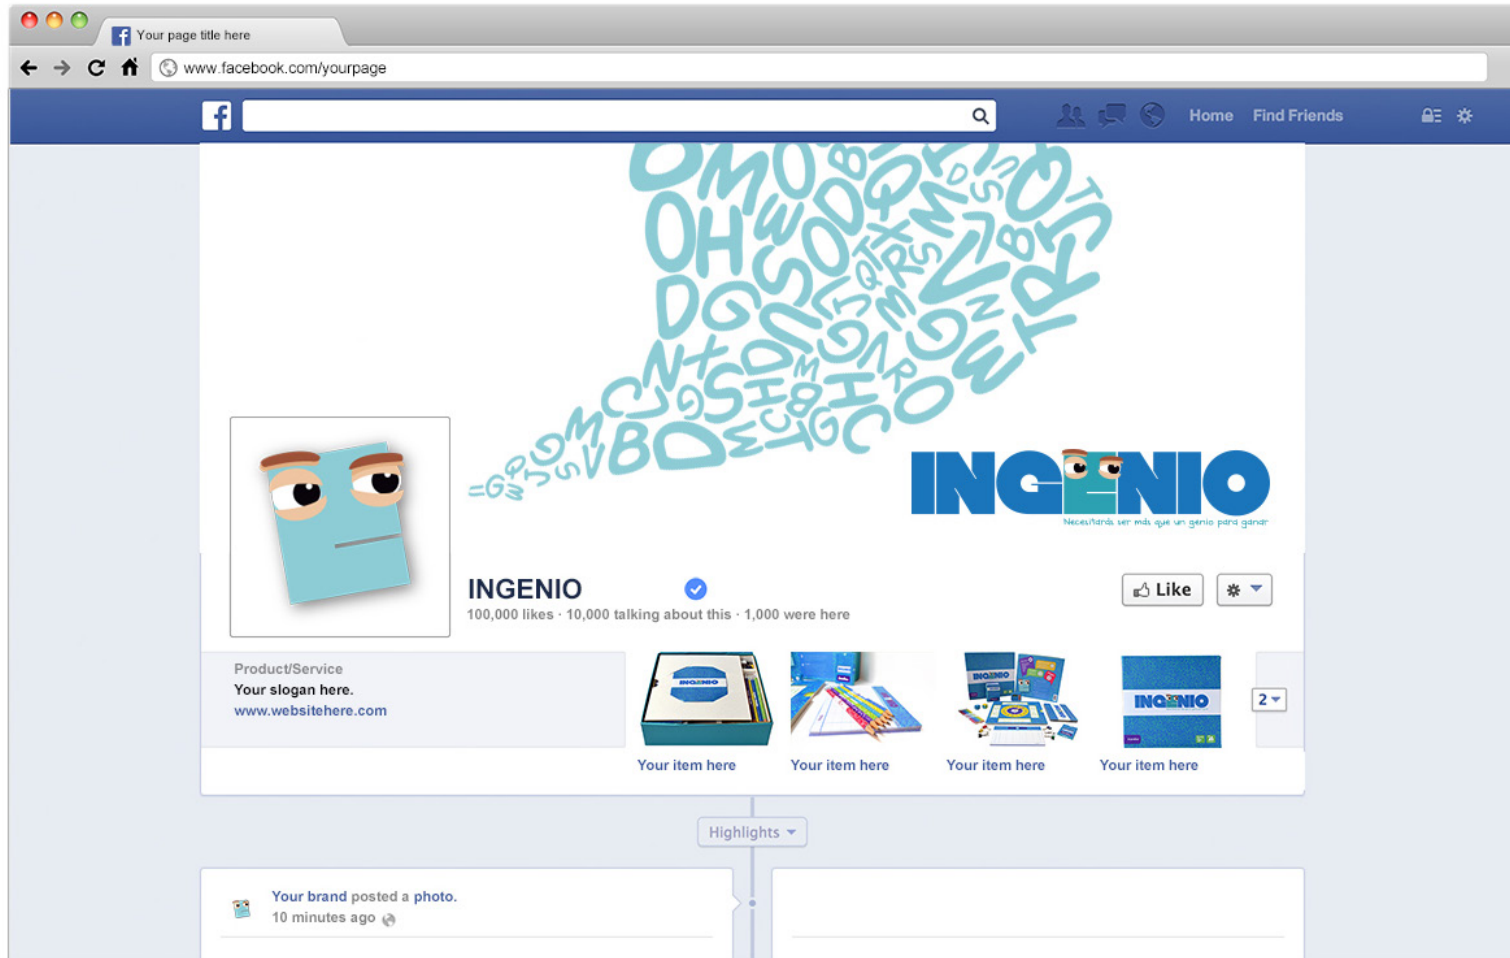 Your page title here
www.facebook.com/yourpage
Home Find Friends
INGENIO
Necesitarás ser más que un genio para ganar
INGENIO
100,000 likes · 10,000 talking about this · 1,000 were here
Like
Product/Service
Your slogan here.
www.websitehere.com
INGENIO
INGENIO
INGENIO
2
Your item here
Your item here
Your item here
Your item here
Highlights
Your brand posted a photo.
10 minutes ago